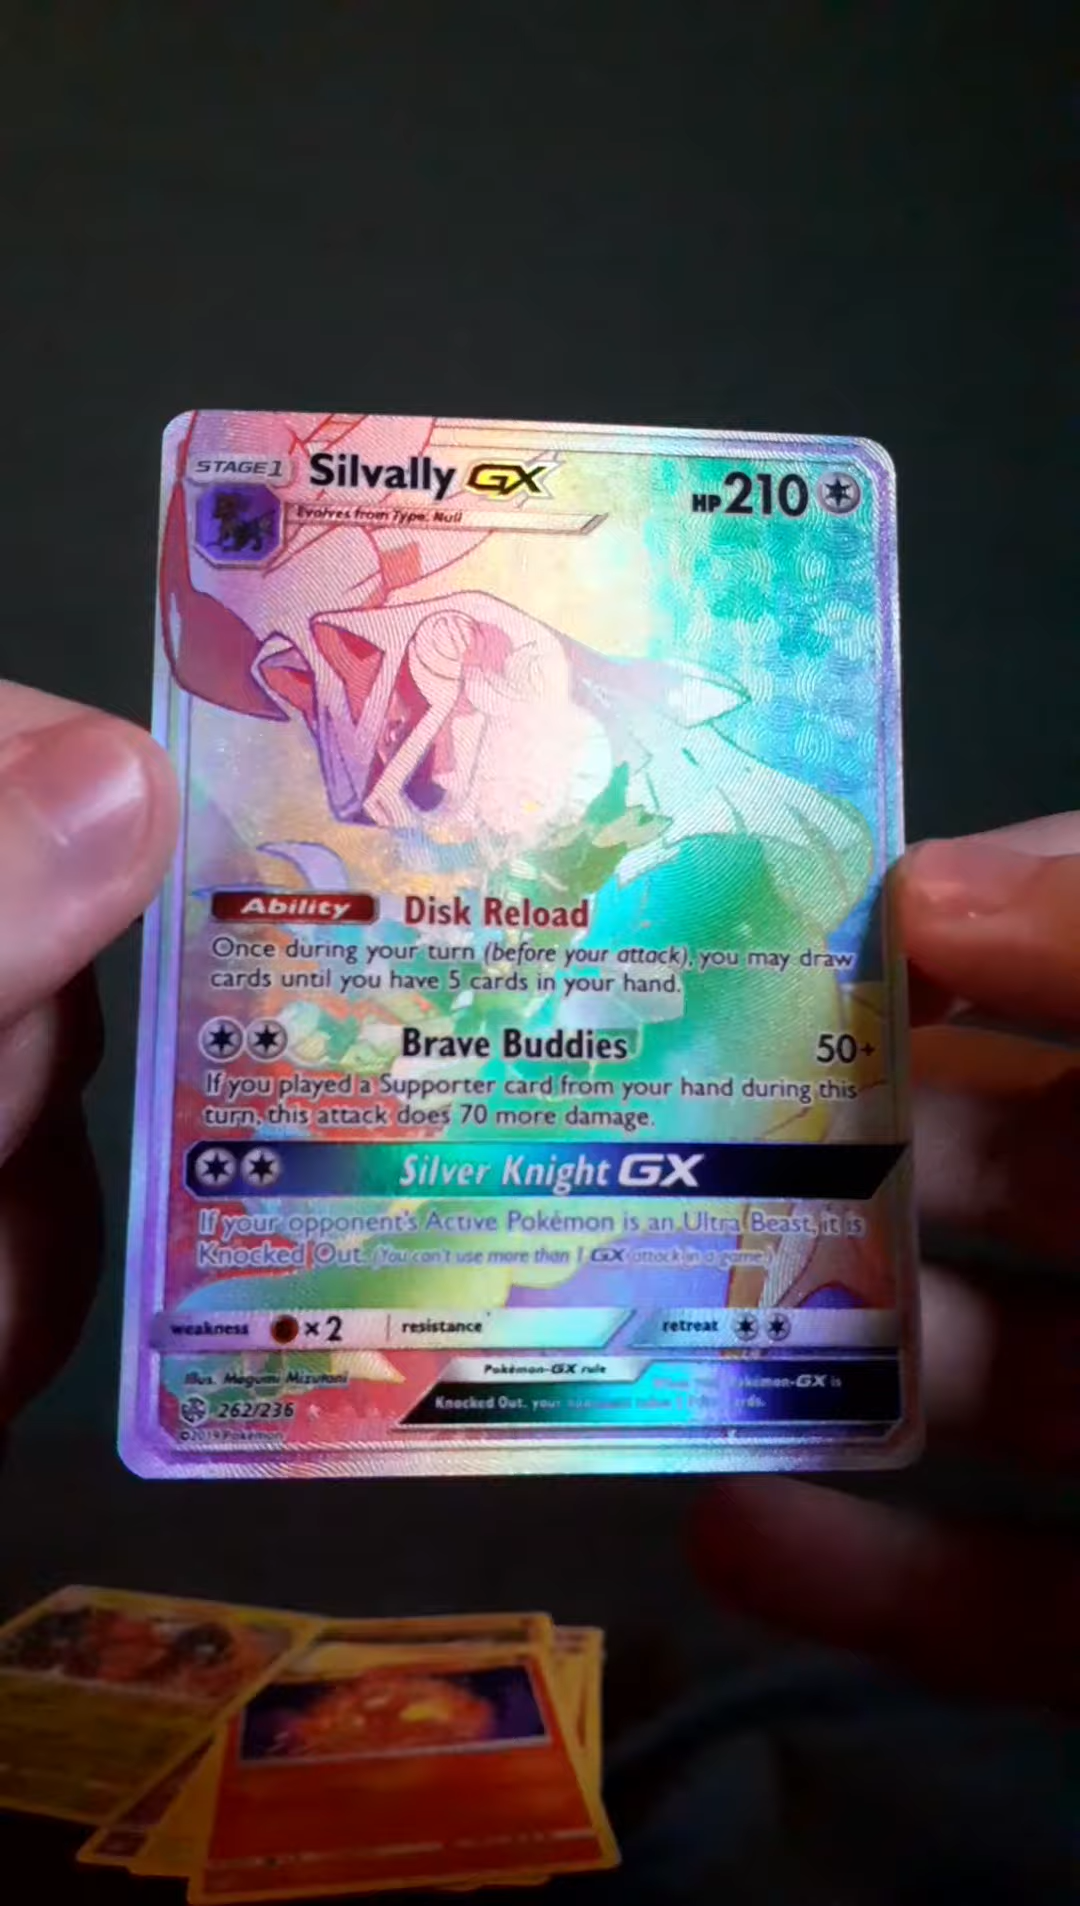 STAGE 1 Silvally GX HP 210
Evolves from Type: Null
Ability Disk Reload
Once during your turn (before your attack), you may draw
cards until you have 5 cards in your hand.
Brave Buddies 50+
If you played a Supporter card from your hand during this
turn, this attack does 70 more damage.
Silver Knight GX
If your opponent's Active Pokémon is an Ultra Beast, it is
Knocked Out. (You can't use more than 1 GX attack in a game.)
weakness ×2 resistance retreat
Illus. Megumi Mizutani
Pokémon-GX rule
Pokémon-GX is
Knocked Out, your
262/236
©2019 Pokémon